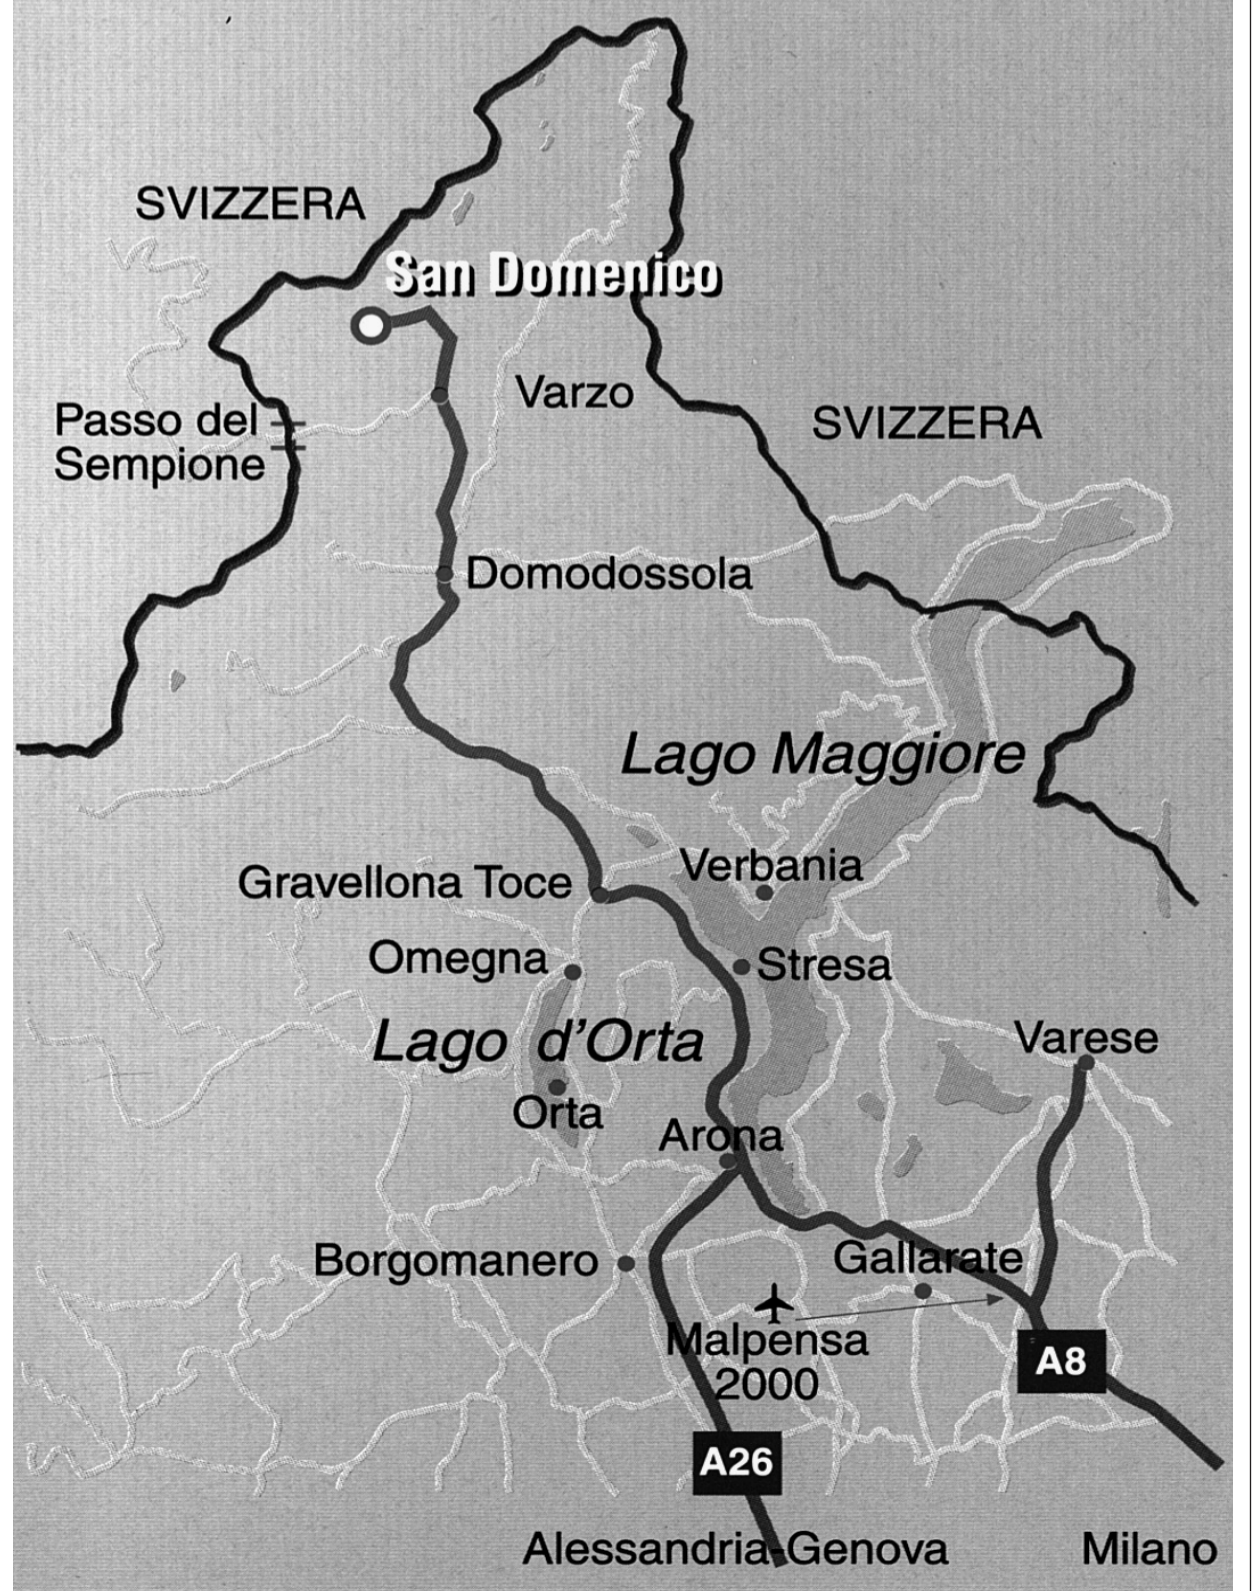 SVIZZERA
San Domenico
Varzo
Passo del
Sempione
SVIZZERA
Domodossola
Lago Maggiore
Verbania
Gravellona Toce
Omegna
Stresa
Lago d'Orta
Varese
Orta
Arona
Borgomanero
Gallarate
Malpensa
2000
A8
A26
Alessandria-Genova
Milano